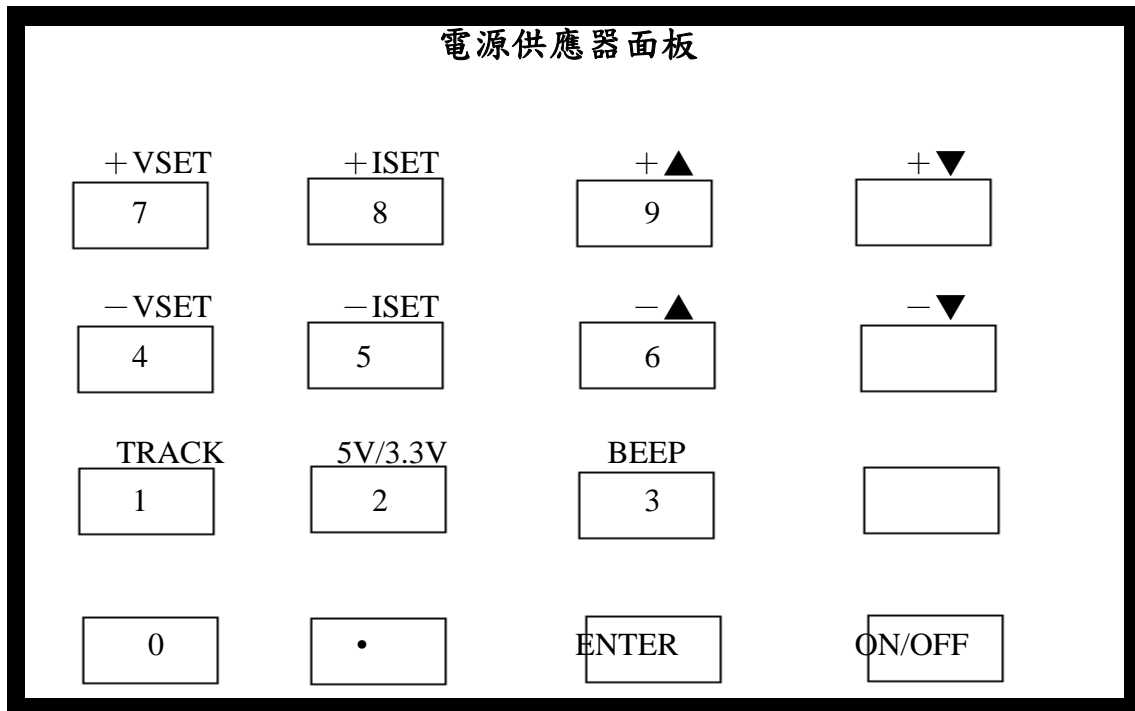 電源供應器面板
＋VSET ＋ISET ＋▲ ＋▼
7 8 9
－VSET －ISET －▲ －▼
4 5 6
TRACK 5V/3.3V BEEP
1 2 3
0 • ENTER ON/OFF